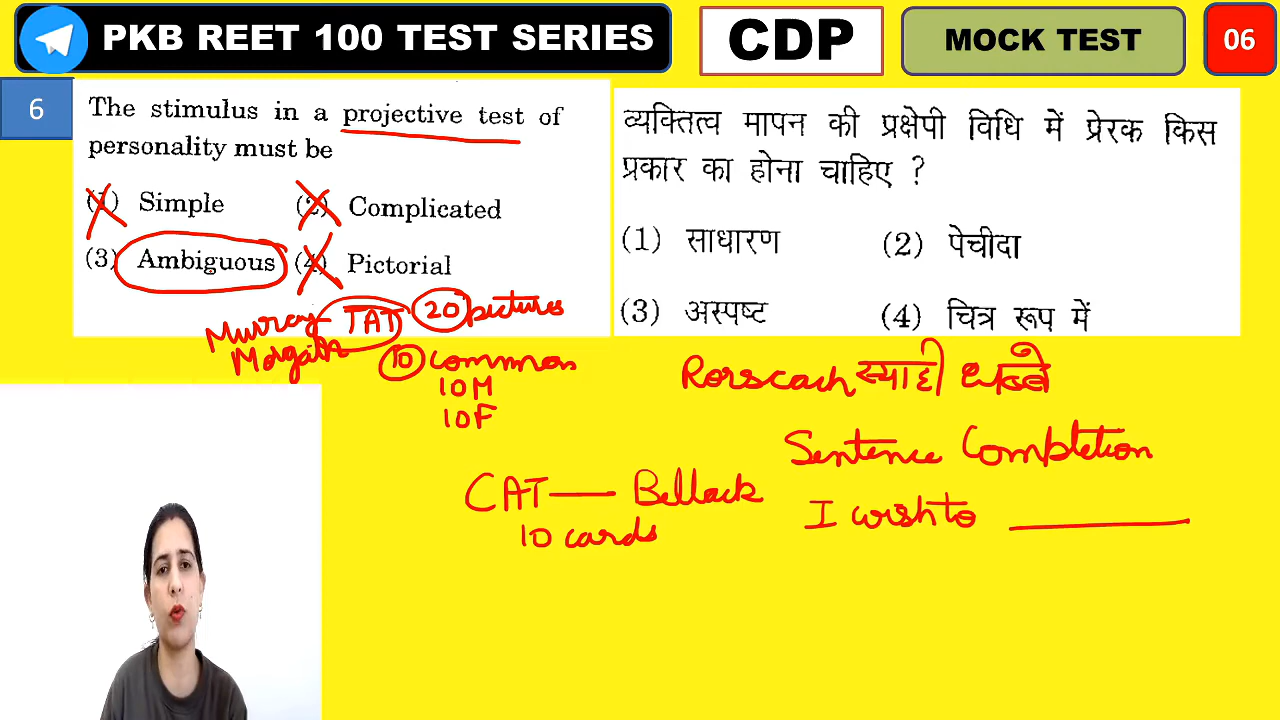 PKB REET 100 TEST SERIES
CDP
MOCK TEST
06
6
The stimulus in a projective test of
personality must be
(1) Simple (2) Complicated
(3) Ambiguous (4) Pictorial
व्यक्तित्व मापन की प्रक्षेपी विधि में प्रेरक किस
प्रकार का होना चाहिए ?
(1) साधारण (2) पेचीदा
(3) अस्पष्ट (4) चित्र रूप में
Murray TAT 20 pictures
10 common
10M
10F
Rorscach स्याही धब्बे
Sentence Completion
I wish to
CAT — Bellack
10 cards